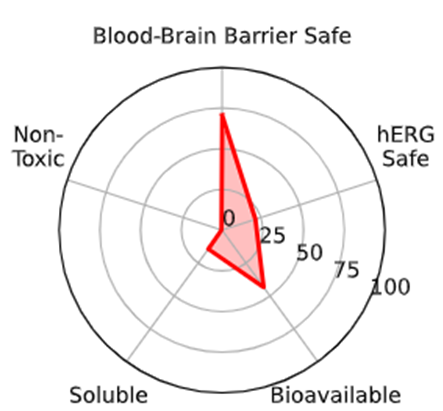 Blood-Brain Barrier Safe
Non-
Toxic
hERG
Safe
0
25
50
75
100
Soluble
Bioavailable